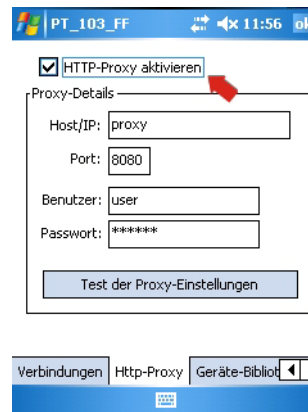 PT_103_FF 11:56 ok
HTTP-Proxy aktivieren
Proxy-Details
Host/IP: proxy
Port: 8080
Benutzer: user
Passwort: ******
Test der Proxy-Einstellungen
Verbindungen Http-Proxy Geräte-Bibliot